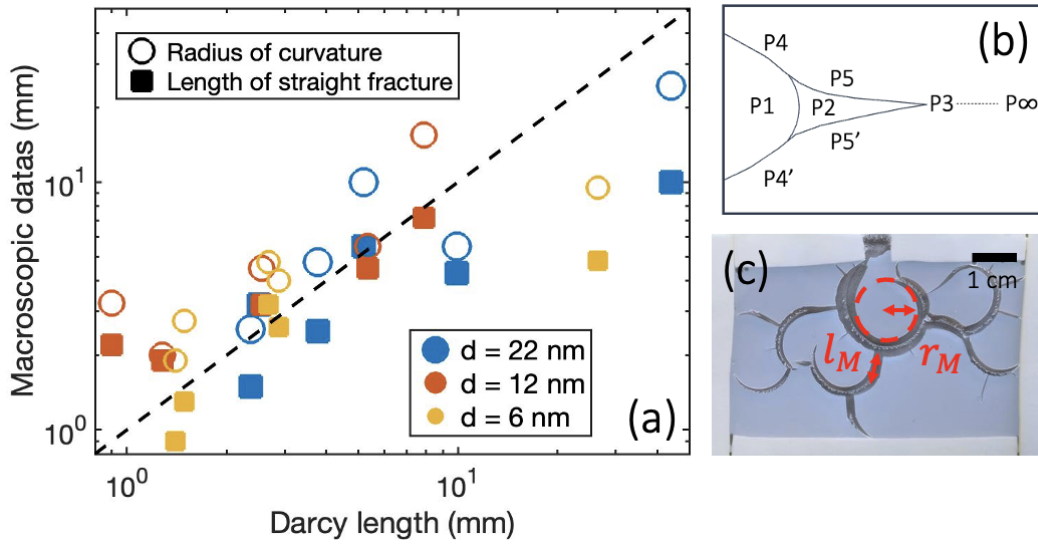 Radius of curvature
Length of straight fracture
Macroscopic datas (mm)
10¹
10⁰
d = 22 nm
d = 12 nm
d = 6 nm
(a)
10⁰
10¹
Darcy length (mm)
(b)
P4
P5
P1
P2
P3
P∞
P5'
P4'
(c)
1 cm
l_M
r_M